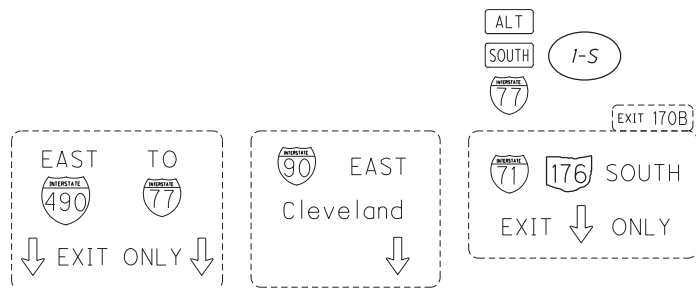 ALT
SOUTH 1-S
INTERSTATE
77
EXIT 170B
EAST TO
INTERSTATE INTERSTATE
490 77
EXIT ONLY
INTERSTATE
90 EAST
Cleveland
INTERSTATE
71 176 SOUTH
EXIT ONLY